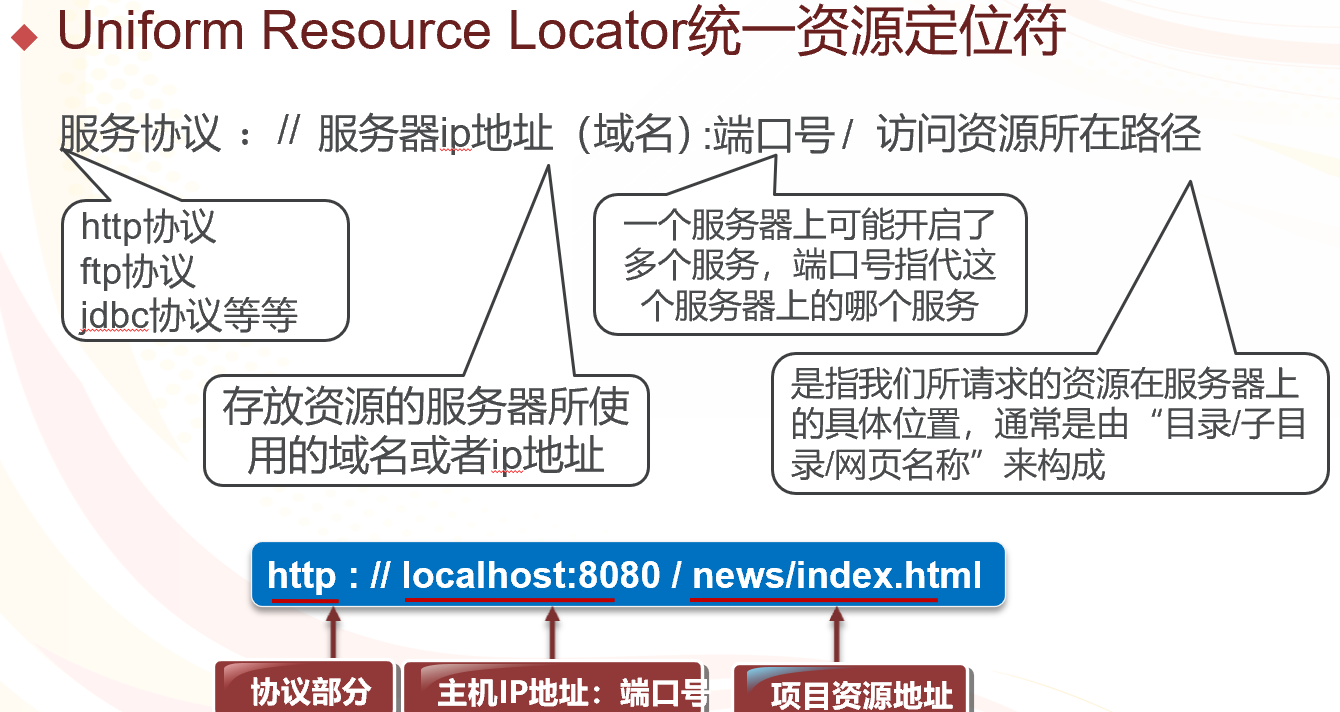 Uniform Resource Locator统一资源定位符
服务协议 ：// 服务器ip地址（域名）:端口号 / 访问资源所在路径
http协议
ftp协议
jdbc协议等等
一个服务器上可能开启了
多个服务，端口号指代这
个服务器上的哪个服务
存放资源的服务器所使
用的域名或者ip地址
是指我们所请求的资源在服务器上
的具体位置，通常是由“目录/子目
录/网页名称”来构成
http : // localhost:8080 / news/index.html
协议部分
主机IP地址：端口号
项目资源地址